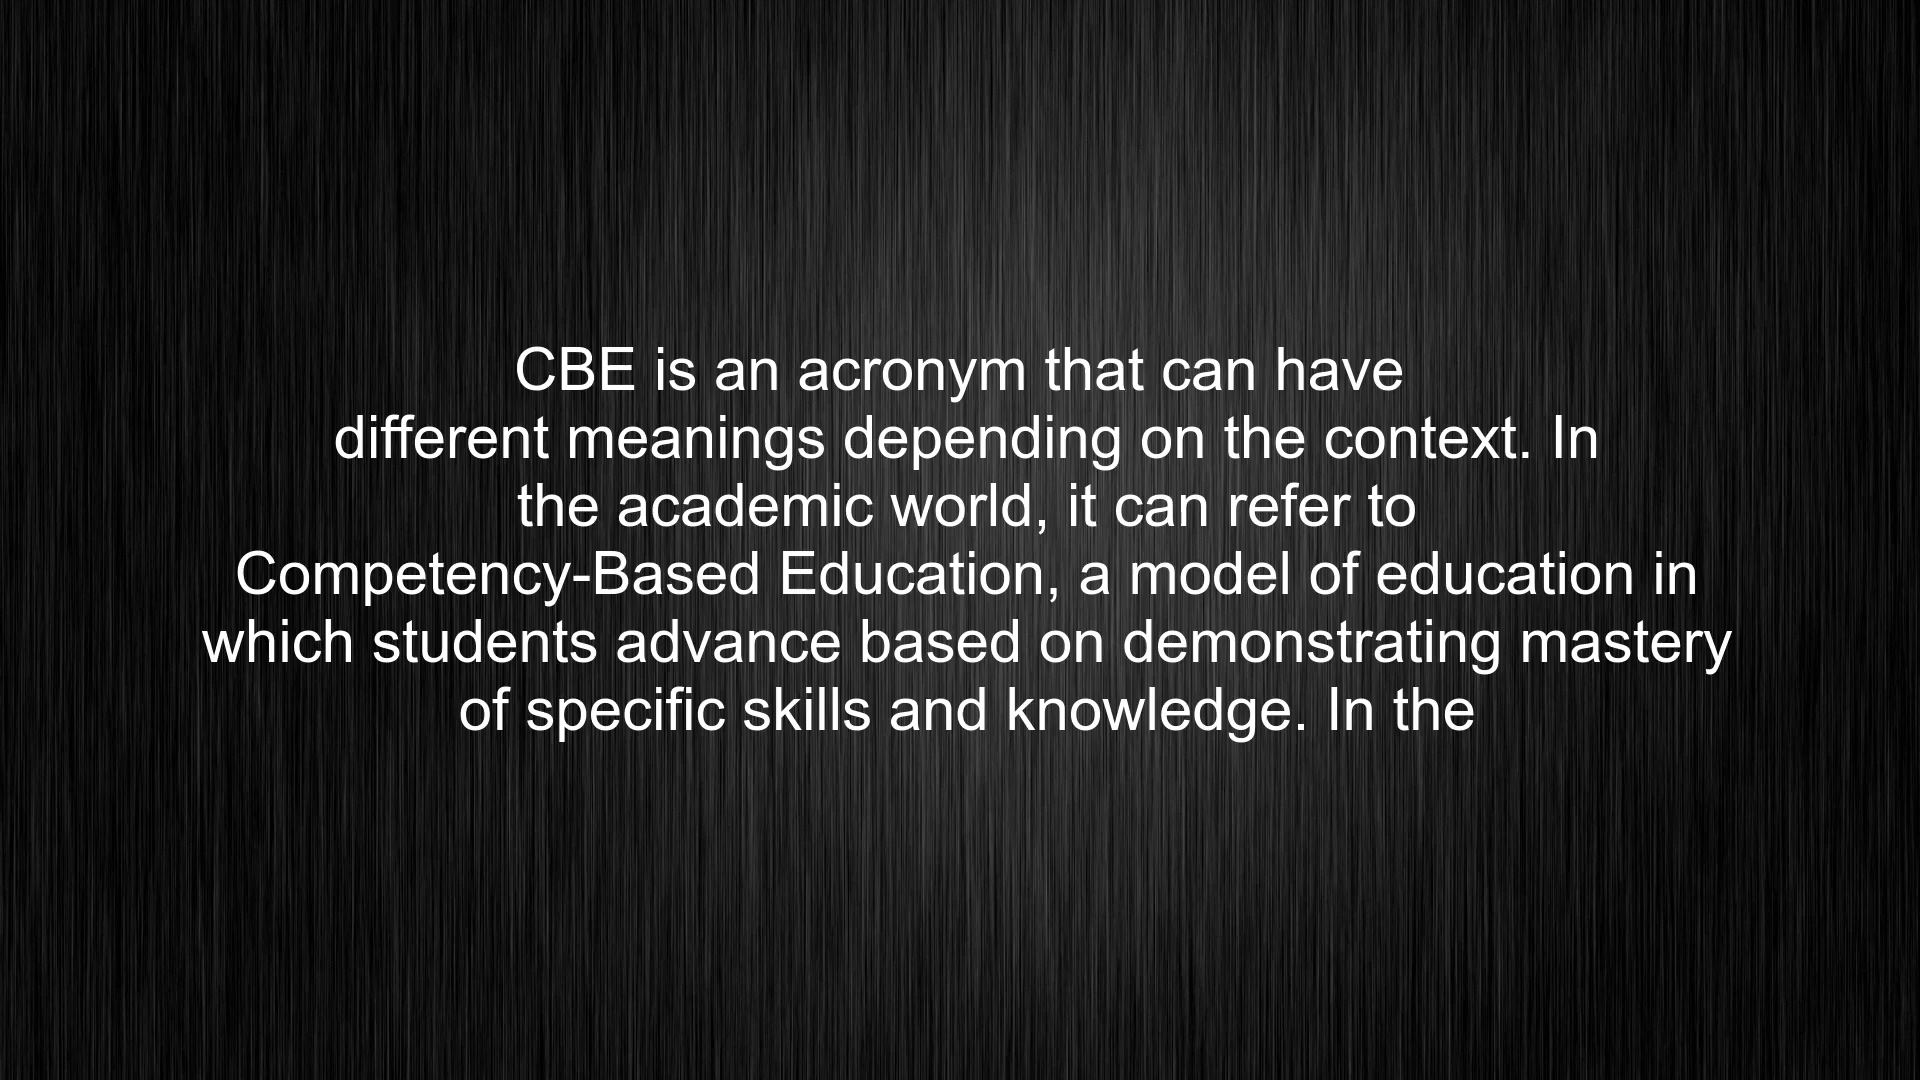 CBE is an acronym that can have
different meanings depending on the context. In
the academic world, it can refer to
Competency-Based Education, a model of education in
which students advance based on demonstrating mastery
of specific skills and knowledge. In the